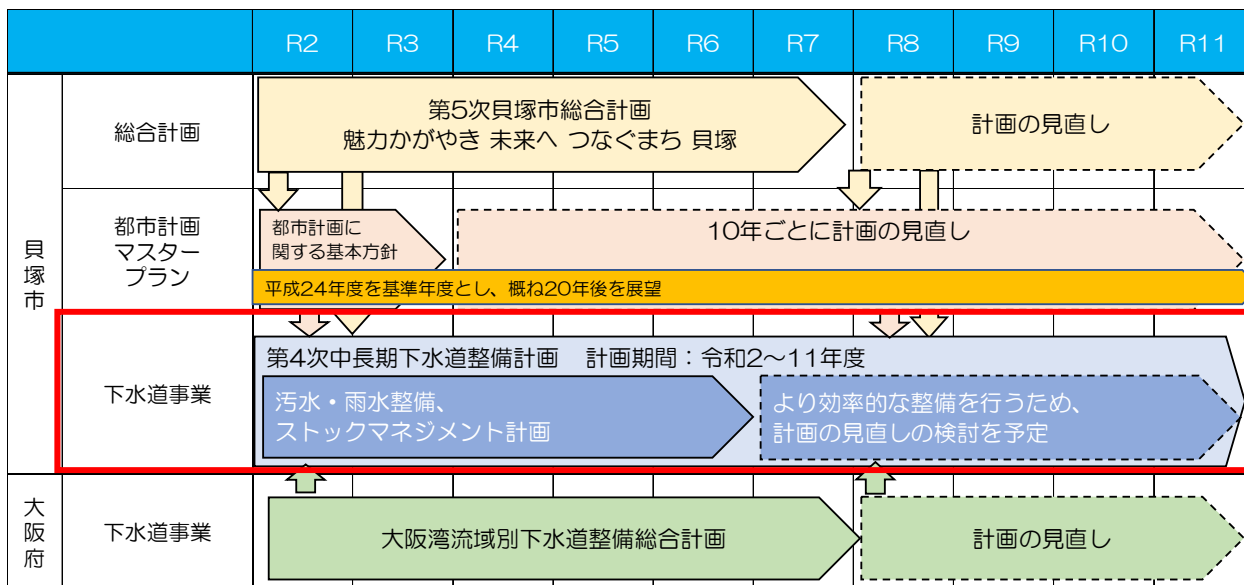 R2 R3 R4 R5 R6 R7 R8 R9 R10 R11
貝塚市
総合計画
第5次貝塚市総合計画
魅力かがやき 未来へ つなぐまち 貝塚
計画の見直し
都市計画
マスター
プラン
都市計画に
関する基本方針
10年ごとに計画の見直し
平成24年度を基準年度とし、概ね20年後を展望
下水道事業
第4次中長期下水道整備計画　計画期間：令和2～11年度
汚水・雨水整備、
ストックマネジメント計画
より効率的な整備を行うため、
計画の見直しの検討を予定
大阪府
下水道事業
大阪湾流域別下水道整備総合計画
計画の見直し